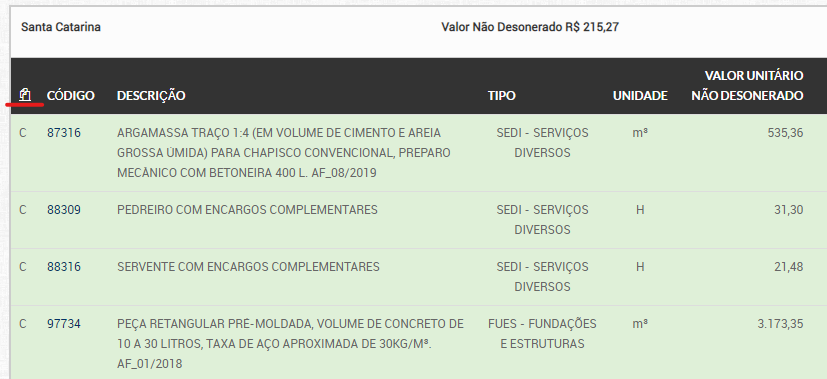 Santa Catarina
Valor Não Desonerado R$ 215,27
CÓDIGO DESCRIÇÃO TIPO UNIDADE VALOR UNITÁRIO
NÃO DESONERADO
C 87316 ARGAMASSA TRAÇO 1:4 (EM VOLUME DE CIMENTO E AREIA
GROSSA ÚMIDA) PARA CHAPISCO CONVENCIONAL, PREPARO
MECÂNICO COM BETONEIRA 400 L. AF_08/2019
SEDI - SERVIÇOS
DIVERSOS
m³
535,36
C 88309 PEDREIRO COM ENCARGOS COMPLEMENTARES
SEDI - SERVIÇOS
DIVERSOS
H
31,30
C 88316 SERVENTE COM ENCARGOS COMPLEMENTARES
SEDI - SERVIÇOS
DIVERSOS
H
21,48
C 97734 PEÇA RETANGULAR PRÉ-MOLDADA, VOLUME DE CONCRETO DE
10 A 30 LITROS, TAXA DE AÇO APROXIMADA DE 30KG/M³.
AF_01/2018
FUES - FUNDAÇÕES
E ESTRUTURAS
m³
3.173,35